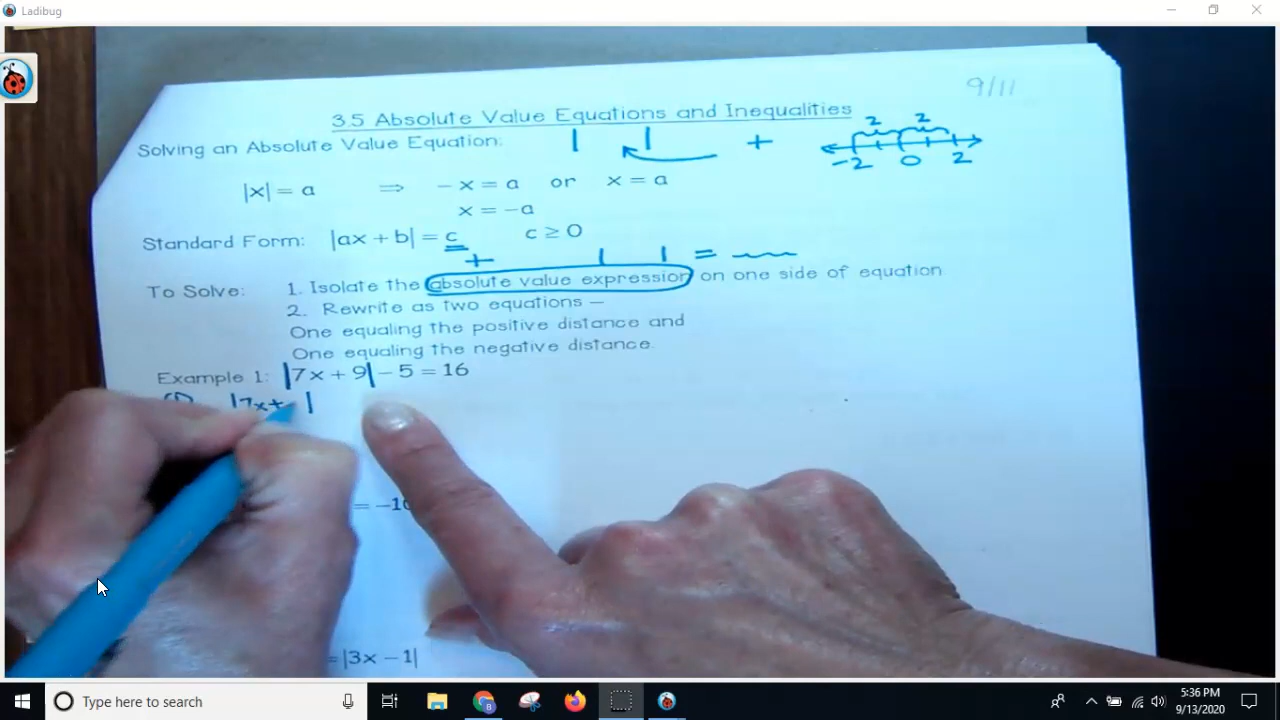 Ladibug
9/11
3.5 Absolute Value Equations and Inequalities
Solving an Absolute Value Equation:
| | +
2 2
-2 0 2
|x| = a ⇒ - x = a or x = a
x = -a
Standard Form: |ax + b| = c c ≥ 0
+ | | =
To Solve: 1. Isolate the absolute value expression on one side of equation
2. Rewrite as two equations –
One equaling the positive distance and
One equaling the negative distance.
Example 1: |7x + 9| - 5 = 16
|7x+ |
= -10
= |3x - 1|
Type here to search
5:36 PM
9/13/2020